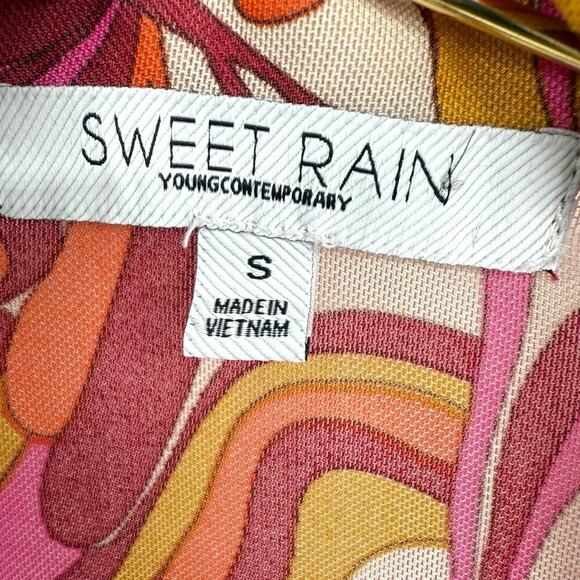 SWEET RAIN
YOUNGCONTEMPORARY
S
MADE IN
VIETNAM